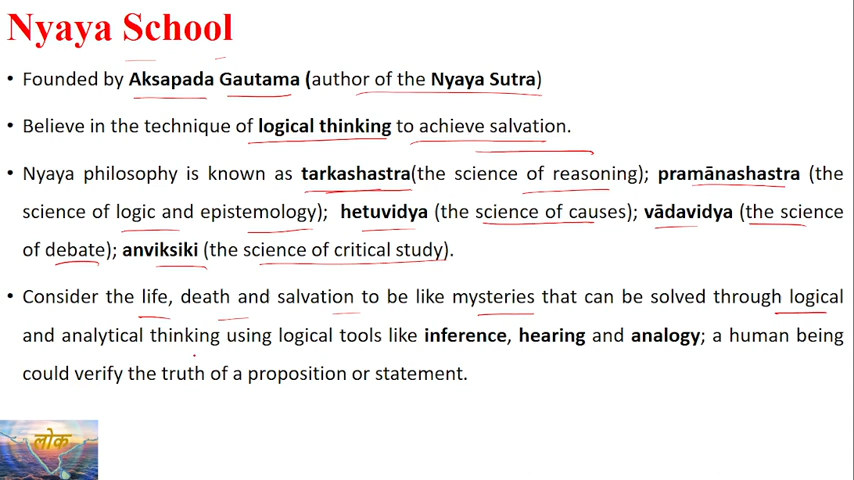 Nyaya School
• Founded by Aksapada Gautama (author of the Nyaya Sutra)
• Believe in the technique of logical thinking to achieve salvation.
• Nyaya philosophy is known as tarkashastra(the science of reasoning); pramānashastra (the
science of logic and epistemology); hetuvidya (the science of causes); vādavidya (the science
of debate); anviksiki (the science of critical study).
• Consider the life, death and salvation to be like mysteries that can be solved through logical
and analytical thinking using logical tools like inference, hearing and analogy; a human being
could verify the truth of a proposition or statement.
लोक